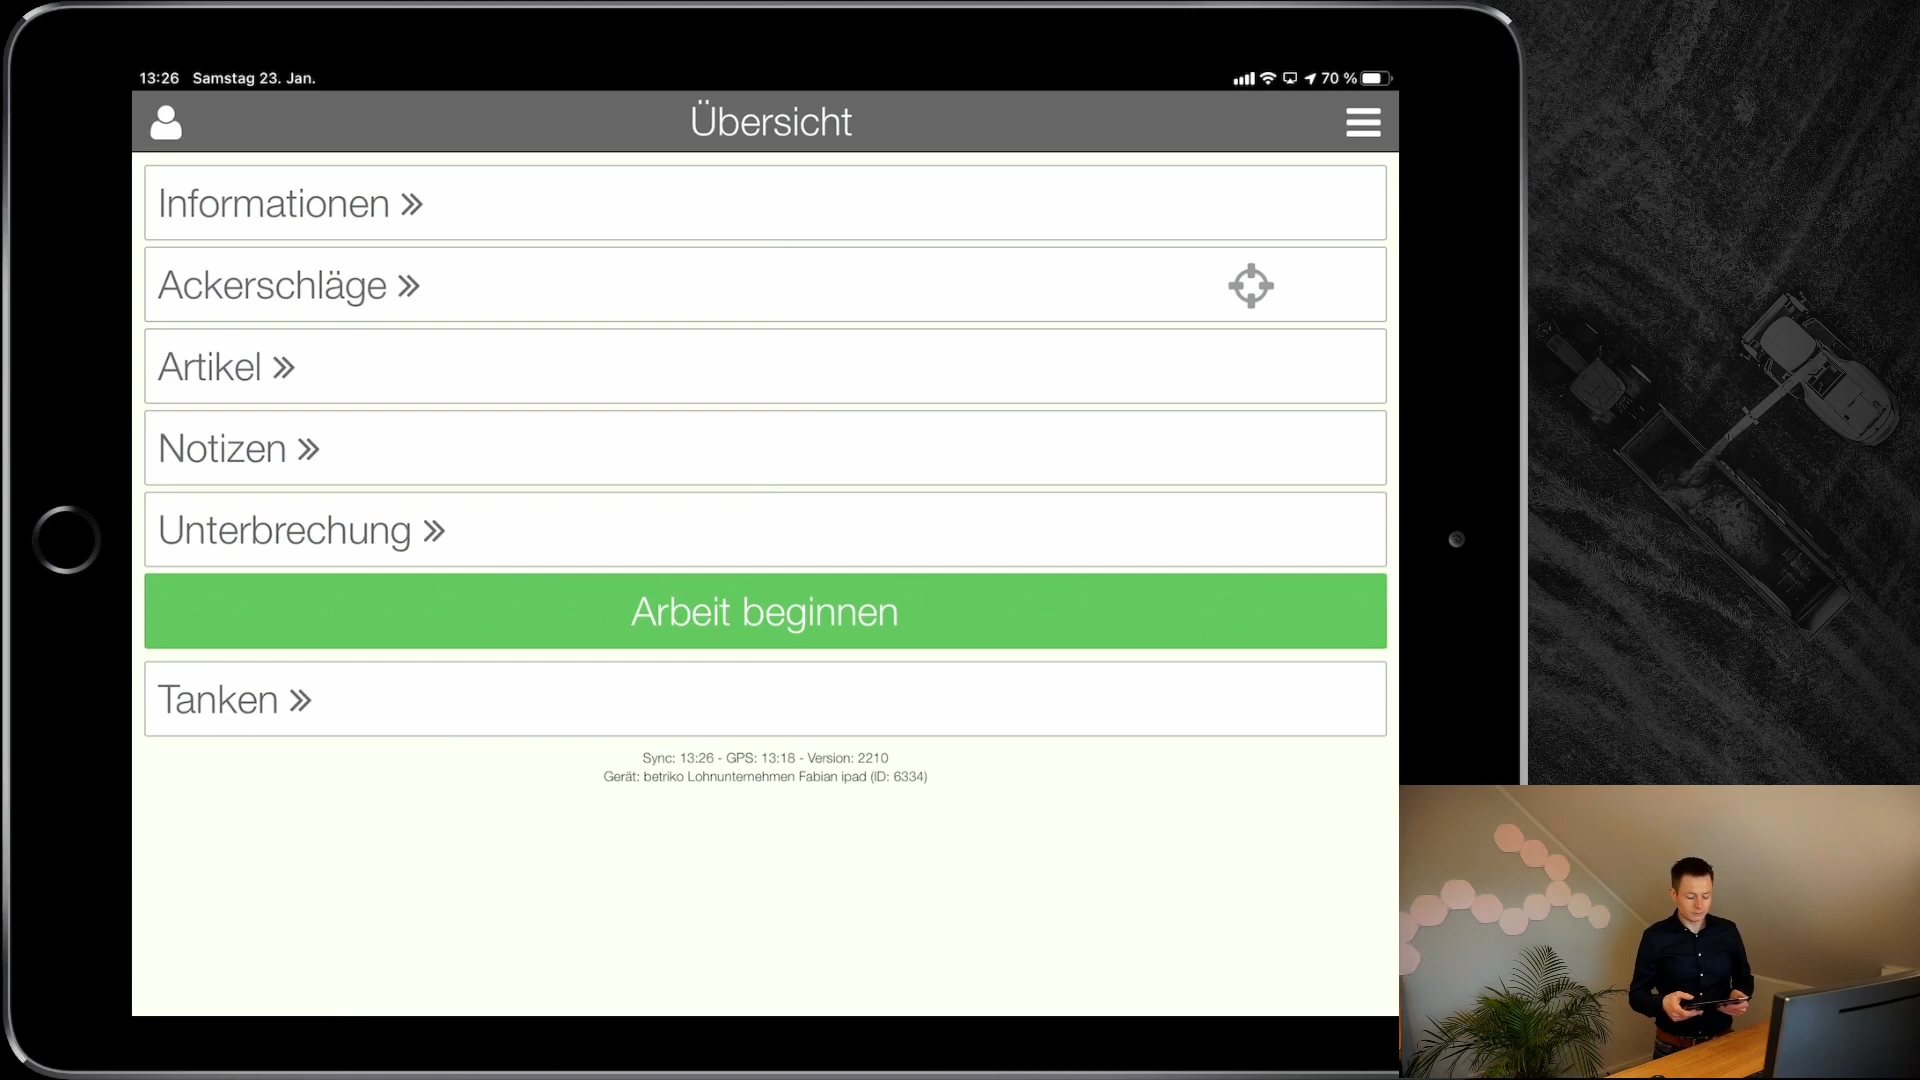 13:26 Samstag 23. Jan.
70 %
Übersicht
Informationen »
Ackerschläge »
Artikel »
Notizen »
Unterbrechung »
Arbeit beginnen
Tanken »
Sync: 13:26 - GPS: 13:18 - Version: 2210
Gerät: betriko Lohnunternehmen Fabian ipad (ID: 6334)